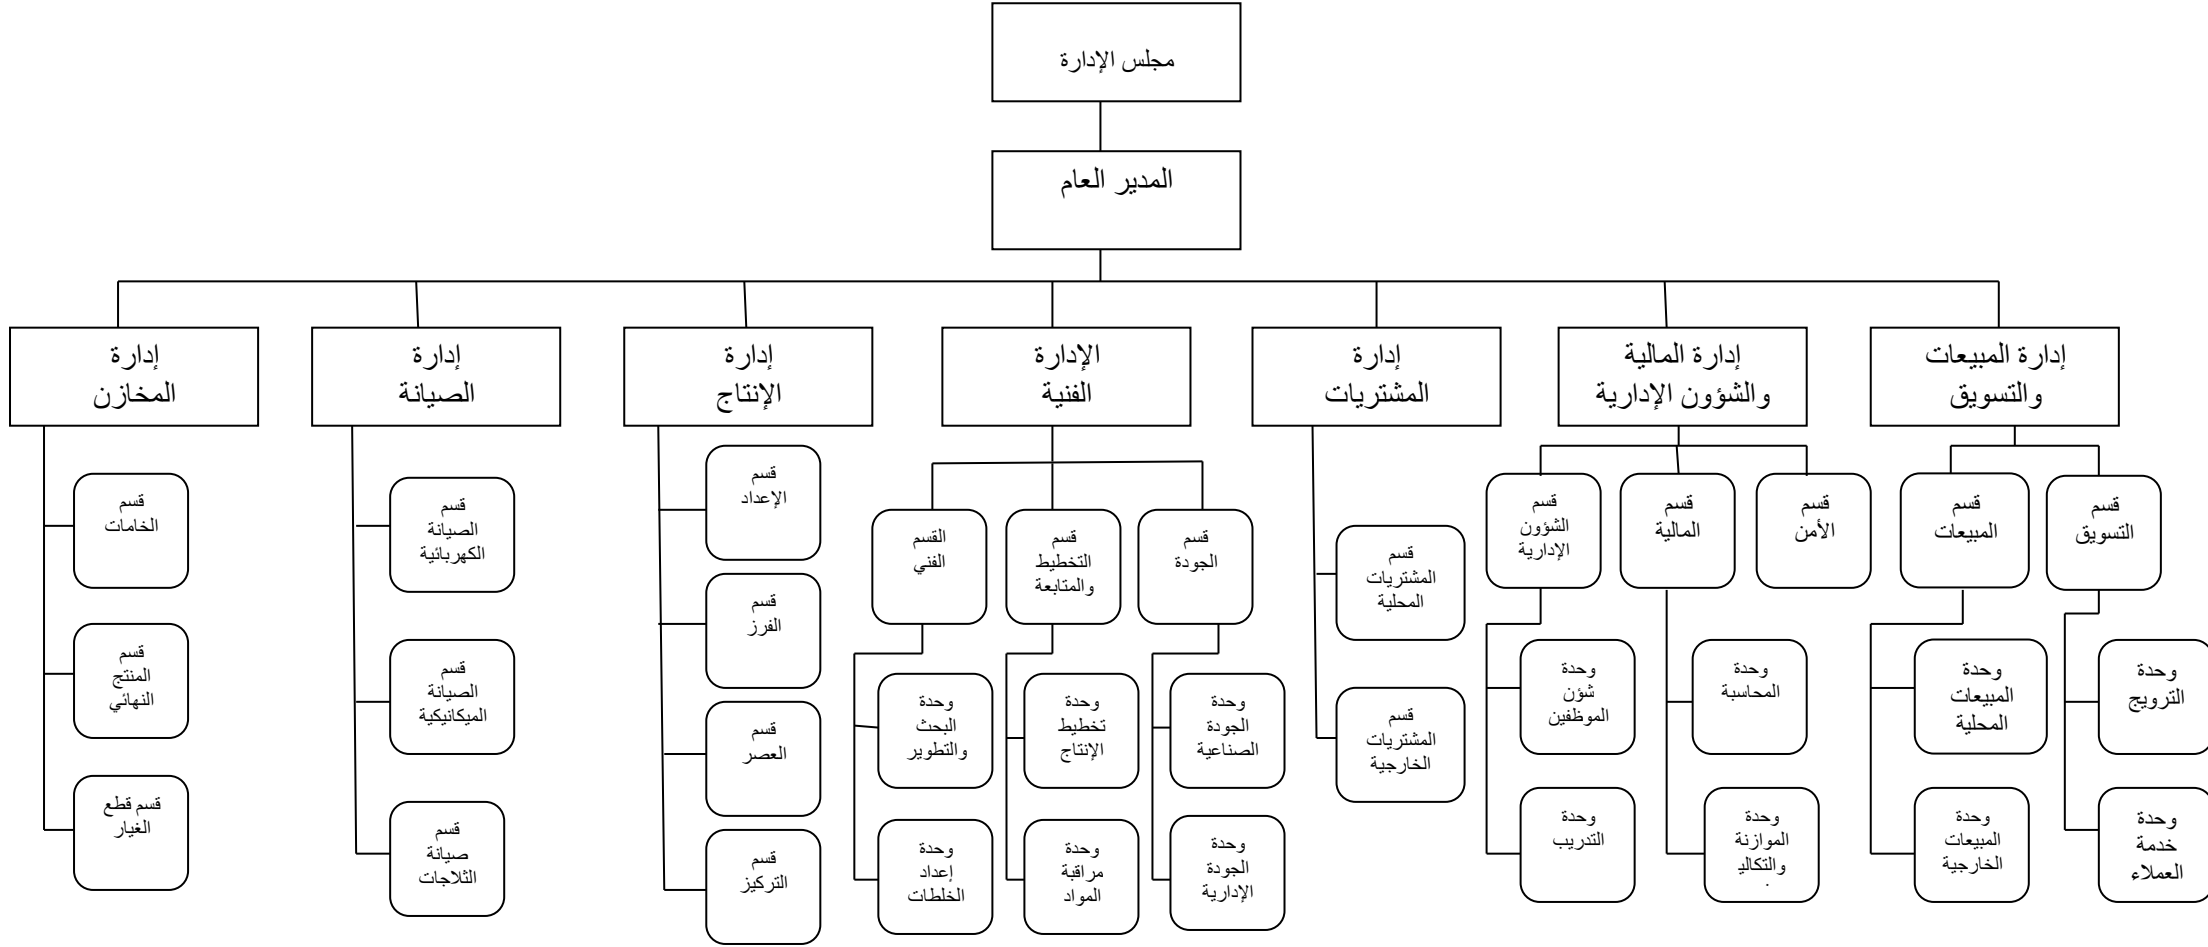 مجلس الإدارة
المدير العام
إدارة المبيعات
والتسويق
إدارة المالية
والشؤون الإدارية
إدارة
المشتريات
الإدارة
الفنية
إدارة
الإنتاج
إدارة
الصيانة
إدارة
المخازن
قسم
التسويق
وحدة
الترويج
وحدة
خدمة
العملاء
قسم
المبيعات
وحدة
المبيعات
المحلية
وحدة
المبيعات
الخارجية
قسم
الأمن
قسم
المالية
وحدة
المحاسبة
وحدة
الموازنة
والتكالي
قسم
الشؤون
الإدارية
وحدة
شؤن
الموظفين
وحدة
التدريب
قسم
المشتريات
المحلية
قسم
المشتريات
الخارجية
قسم
الجودة
وحدة
الجودة
الصناعية
وحدة
الجودة
الإدارية
قسم
التخطيط
والمتابعة
وحدة
تخطيط
الإنتاج
وحدة
مراقبة
المواد
القسم
الفني
وحدة
البحث
والتطوير
وحدة
إعداد
الخلطات
قسم
الإعداد
قسم
الفرز
قسم
العصر
قسم
التركيز
قسم
الصيانة
الكهربائية
قسم
الصيانة
الميكانيكية
قسم
صيانة
الثلاجات
قسم
الخامات
قسم
المنتج
النهائي
قسم قطع
الغيار